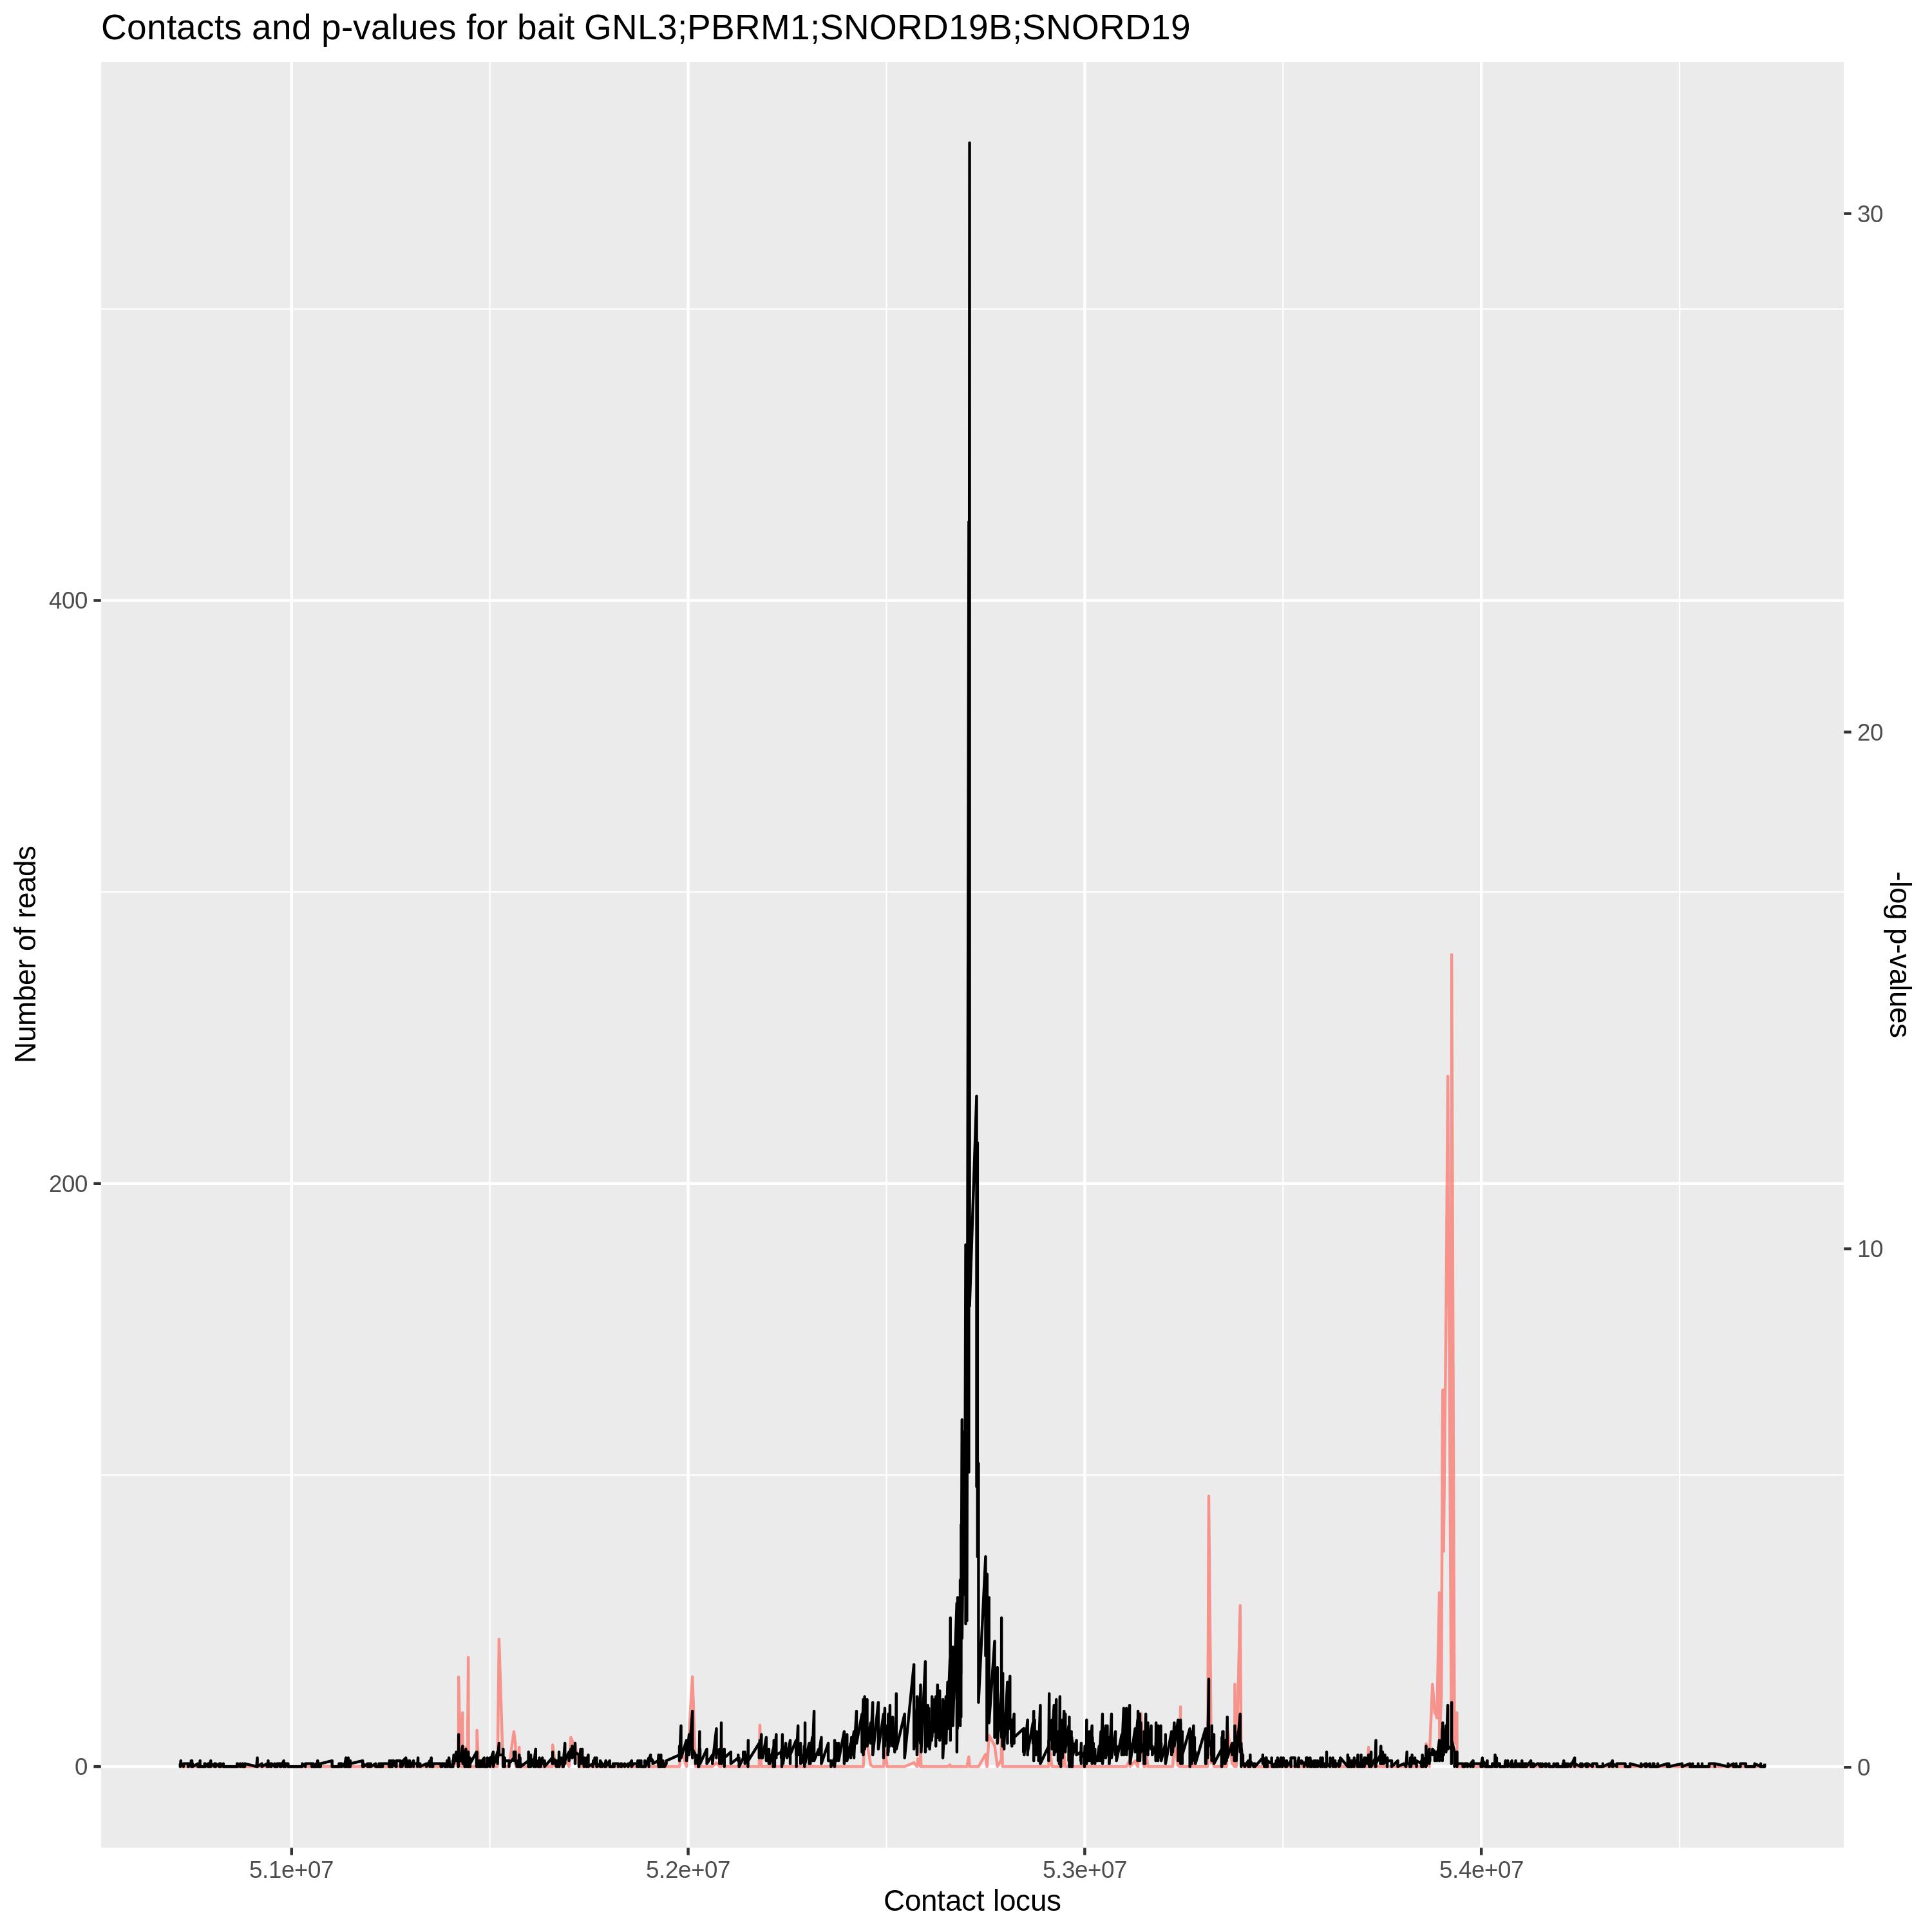 Contacts and p-values for bait GNL3;PBRM1;SNORD19B;SNORD19
Number of reads
400
200
0
30
20
10
0
-log p-values
5.1e+07
5.2e+07
5.3e+07
5.4e+07
Contact locus